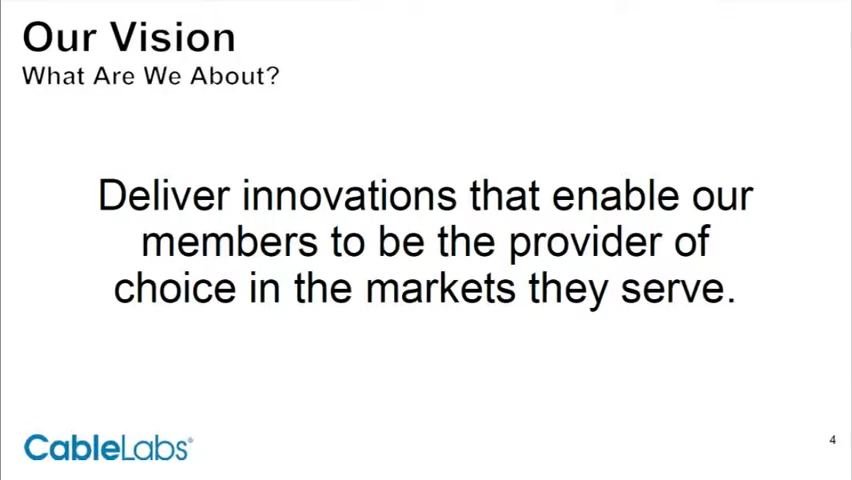 Our Vision
What Are We About?
Deliver innovations that enable our
members to be the provider of
choice in the markets they serve.
CableLabs®
4